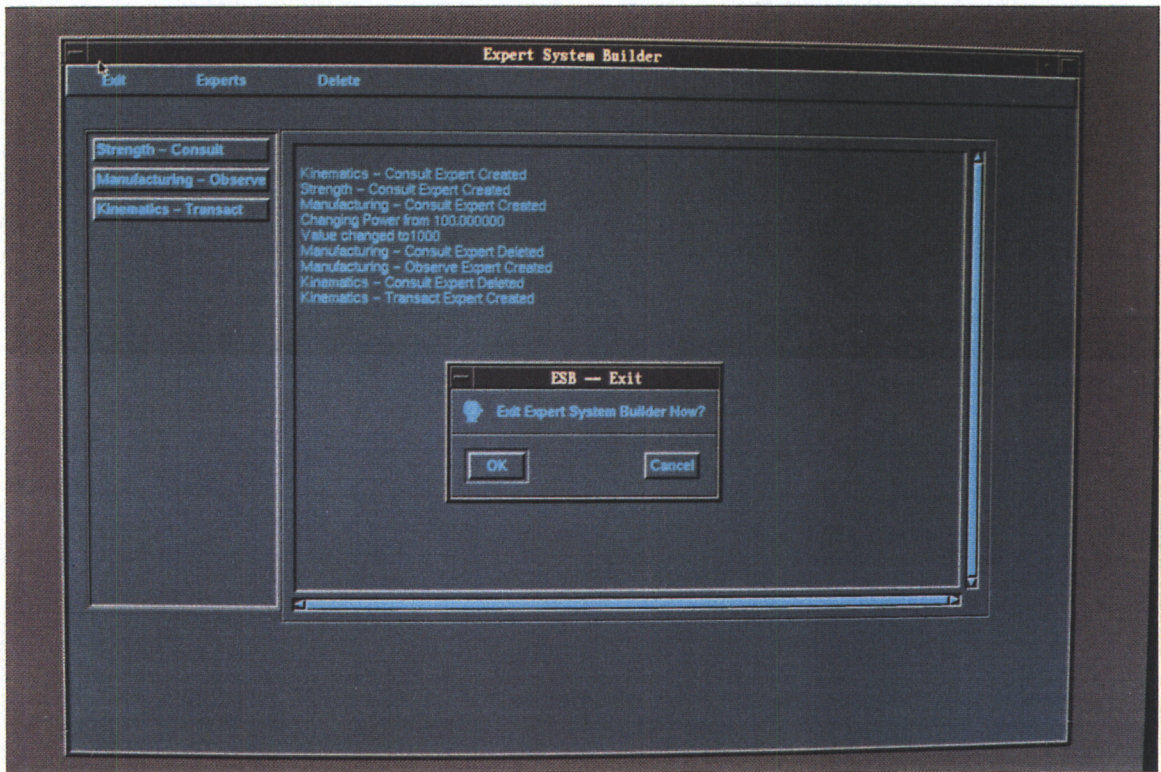 Expert System Builder
Exit Experts Delete
Strength – Consult
Manufacturing – Observe
Kinematics – Transact
Kinematics – Consult Expert Created
Strength – Consult Expert Created
Manufacturing – Consult Expert Created
Changing Power from 100.000000
Value changed to1000
Manufacturing – Consult Expert Deleted
Manufacturing – Observe Expert Created
Kinematics – Consult Expert Deleted
Kinematics – Transact Expert Created
ESB –– Exit
Exit Expert System Builder Now?
OK Cancel